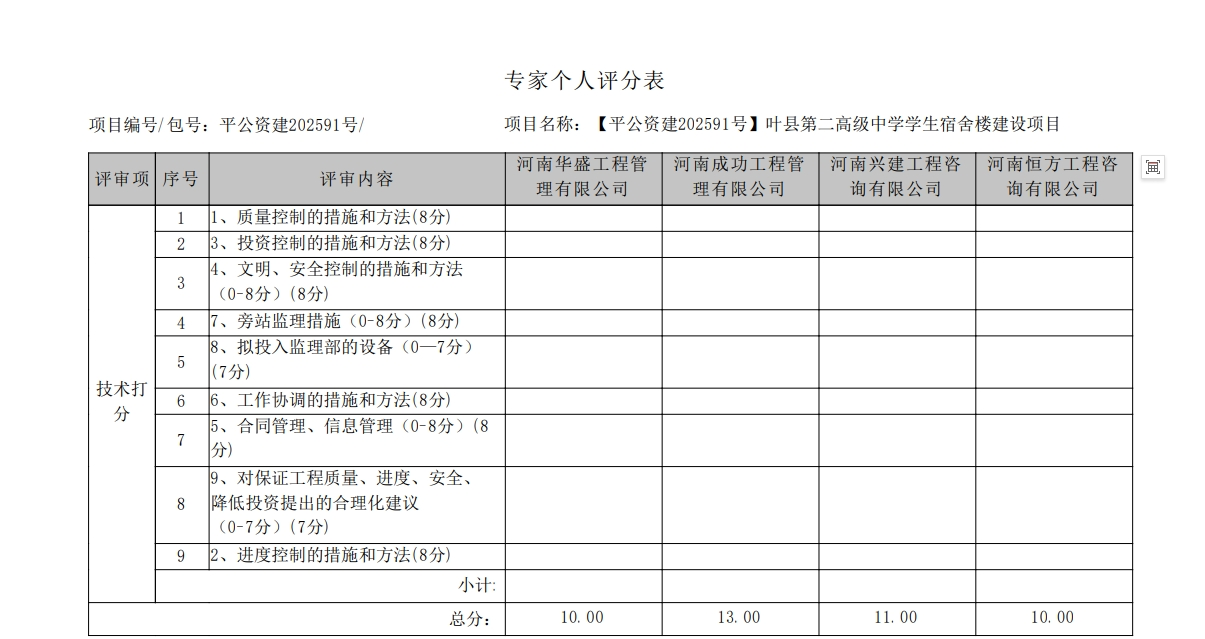 专家个人评分表
项目编号/包号：平公资建202591号/
项目名称：【平公资建202591号】叶县第二高级中学学生宿舍楼建设项目
评审项 序号 评审内容 河南华盛工程管理有限公司 河南成功工程管理有限公司 河南兴建工程咨询有限公司 河南恒方工程咨询有限公司
技术打分
1 1、质量控制的措施和方法(8分)
2 3、投资控制的措施和方法(8分)
3 4、文明、安全控制的措施和方法
（0-8分）(8分)
4 7、旁站监理措施（0-8分）(8分)
5 8、拟投入监理部的设备（0—7分）
(7分)
6 6、工作协调的措施和方法(8分)
7 5、合同管理、信息管理（0-8分）(8
分)
8 9、对保证工程质量、进度、安全、
降低投资提出的合理化建议
（0-7分）(7分)
9 2、进度控制的措施和方法(8分)
小计:
总分： 10.00 13.00 11.00 10.00